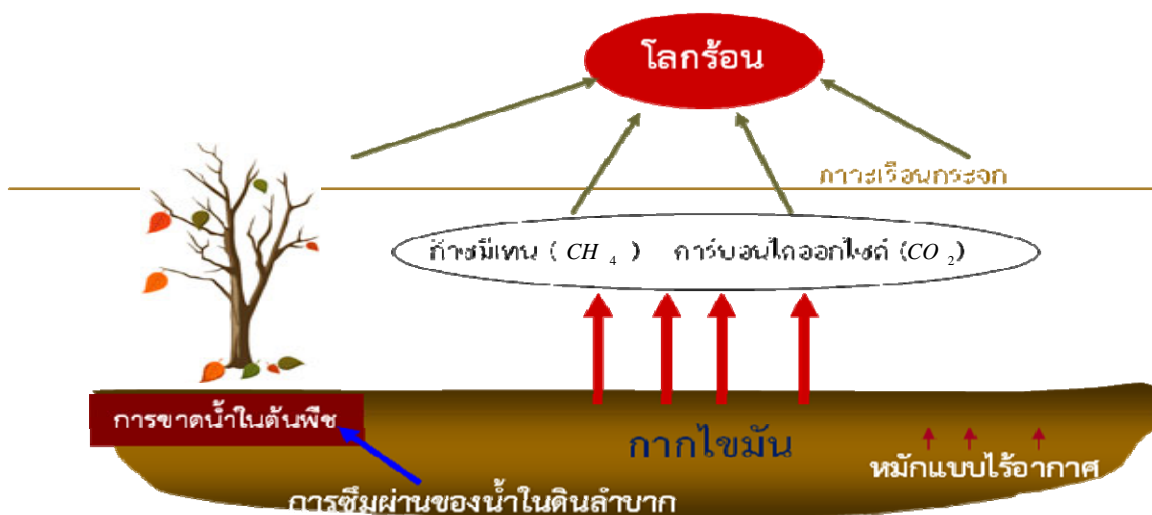 โลกร้อน
ภาวะเรือนกระจก
ก๊าซมีเทน ( CH 4 ) คาร์บอนไดออกไซด์ (CO 2)
การขาดน้ำในต้นพืช
กากไขมัน
หมักแบบไร้อากาศ
การซึมผ่านของน้ำในดินลำบาก